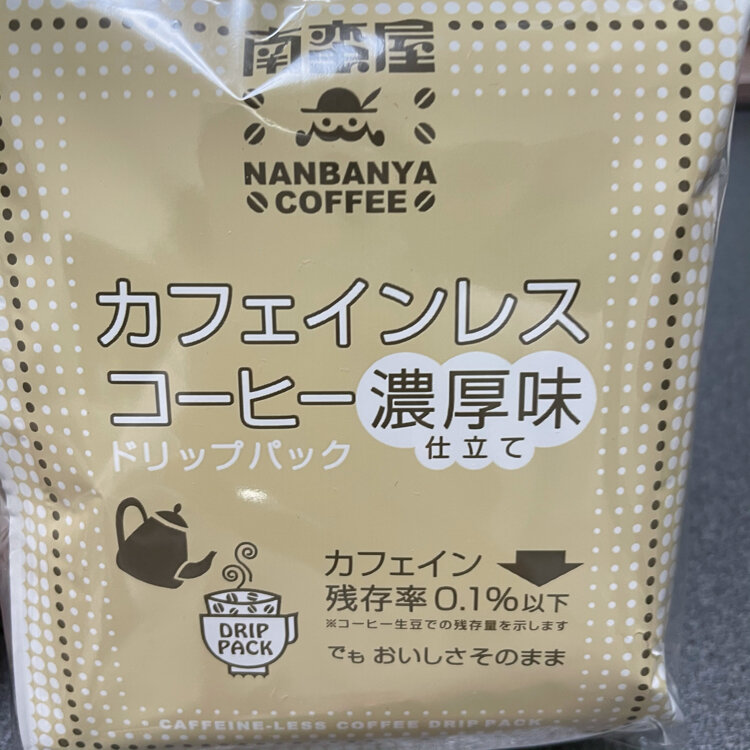 南蛮屋
NANBANYA
COFFEE
カフェインレス
コーヒー濃厚味
仕立て
ドリップパック
カフェイン
残存率0.1%以下
※コーヒー生豆での残存量を示します
でも おいしさそのまま
DRIP
PACK
CAFFEINE-LESS COFFEE DRIP PACK